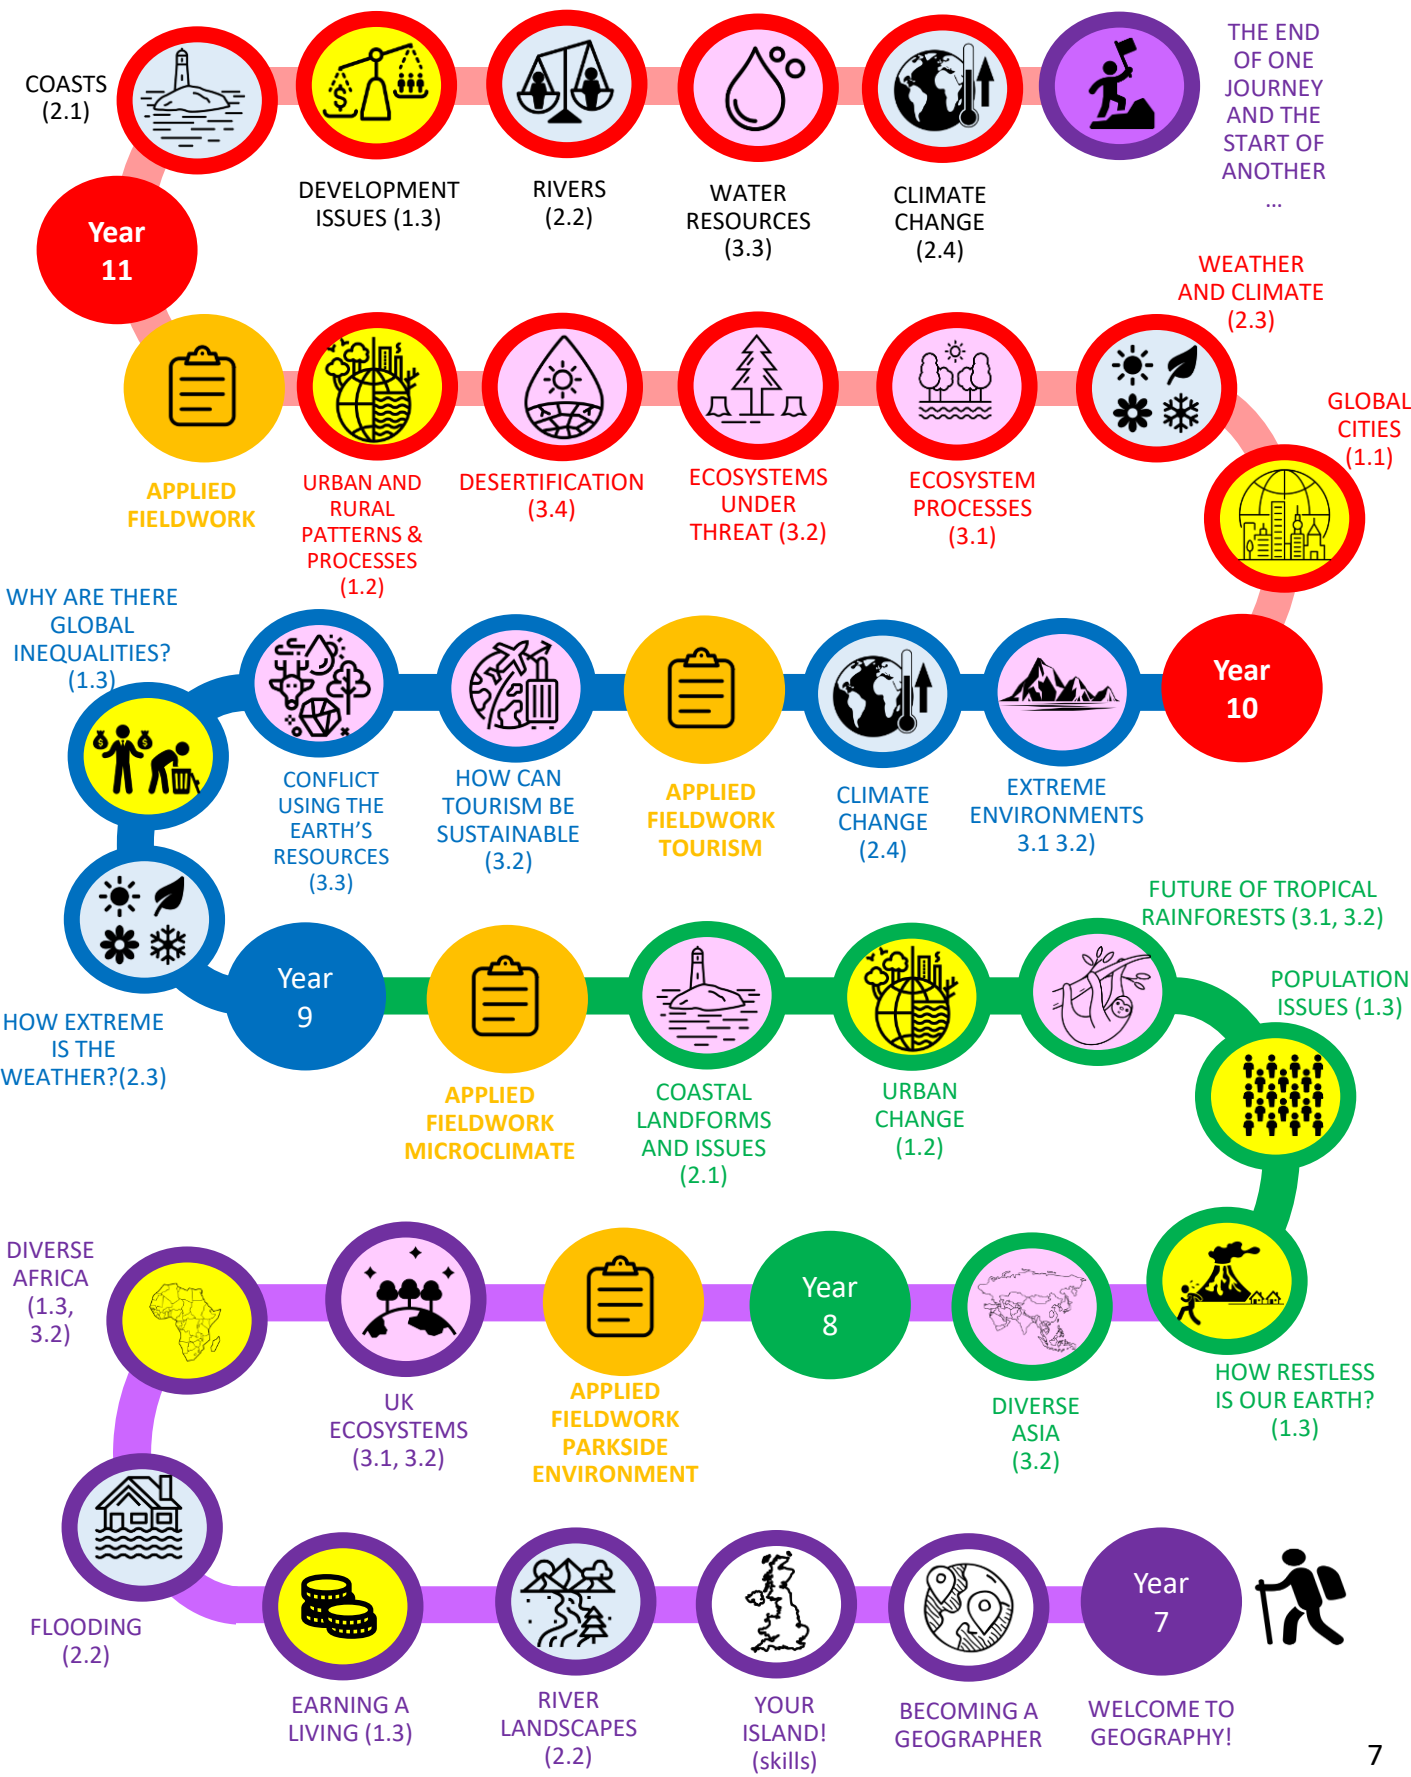 COASTS
(2.1)
DEVELOPMENT
ISSUES (1.3)
RIVERS
(2.2)
WATER
RESOURCES
(3.3)
CLIMATE
CHANGE
(2.4)
THE END
OF ONE
JOURNEY
AND THE
START OF
ANOTHER
...
Year
11
WEATHER
AND CLIMATE
(2.3)
APPLIED
FIELDWORK
URBAN AND
RURAL
PATTERNS &
PROCESSES
(1.2)
DESERTIFICATION
(3.4)
ECOSYSTEMS
UNDER
THREAT (3.2)
ECOSYSTEM
PROCESSES
(3.1)
GLOBAL
CITIES
(1.1)
WHY ARE THERE
GLOBAL
INEQUALITIES?
(1.3)
CONFLICT
USING THE
EARTH'S
RESOURCES
(3.3)
HOW CAN
TOURISM BE
SUSTAINABLE
(3.2)
APPLIED
FIELDWORK
TOURISM
CLIMATE
CHANGE
(2.4)
EXTREME
ENVIRONMENTS
3.1 3.2)
Year
10
HOW EXTREME
IS THE
WEATHER?(2.3)
Year
9
APPLIED
FIELDWORK
MICROCLIMATE
COASTAL
LANDFORMS
AND ISSUES
(2.1)
URBAN
CHANGE
(1.2)
FUTURE OF TROPICAL
RAINFORESTS (3.1, 3.2)
POPULATION
ISSUES (1.3)
DIVERSE
AFRICA
(1.3,
3.2)
UK
ECOSYSTEMS
(3.1, 3.2)
APPLIED
FIELDWORK
PARKSIDE
ENVIRONMENT
Year
8
DIVERSE
ASIA
(3.2)
HOW RESTLESS
IS OUR EARTH?
(1.3)
FLOODING
(2.2)
EARNING A
LIVING (1.3)
RIVER
LANDSCAPES
(2.2)
YOUR
ISLAND!
(skills)
BECOMING A
GEOGRAPHER
Year
7
WELCOME TO
GEOGRAPHY!
7